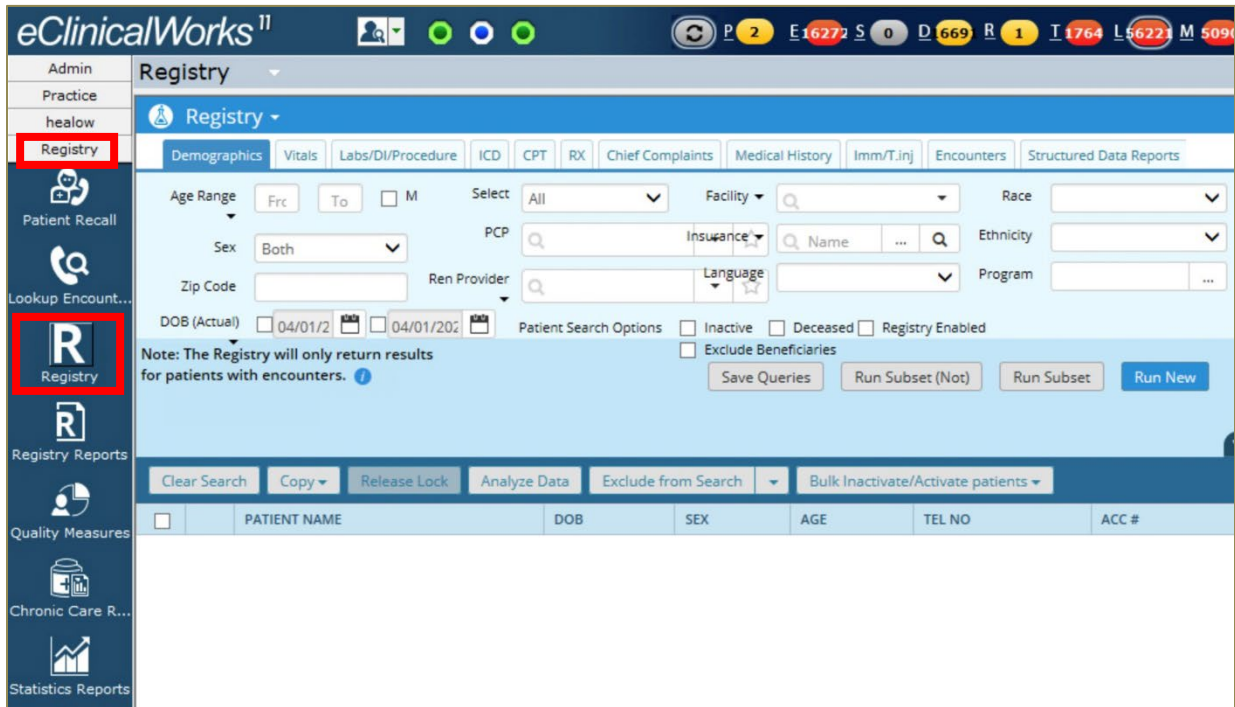 eClinicalWorks 11
P 2 E 16272 S 0 D 669 R 1 T 1764 L 56221 M 5090
Admin
Practice
healow
Registry
Patient Recall
Lookup Encount...
R
Registry
R
Registry Reports
Quality Measures
Chronic Care R...
Statistics Reports
Registry
Registry
Demographics Vitals Labs/DI/Procedure ICD CPT RX Chief Complaints Medical History Imm/T.inj Encounters Structured Data Reports
Age Range Frc To M Select All Facility Race
Sex Both PCP Insurance Name ... Ethnicity
Zip Code Ren Provider Language Program ...
DOB (Actual) 04/01/2 04/01/202 Patient Search Options Inactive Deceased Registry Enabled
Exclude Beneficiaries
Note: The Registry will only return results
for patients with encounters. i
Save Queries Run Subset (Not) Run Subset Run New
Clear Search Copy Release Lock Analyze Data Exclude from Search Bulk Inactivate/Activate patients
PATIENT NAME DOB SEX AGE TEL NO ACC #